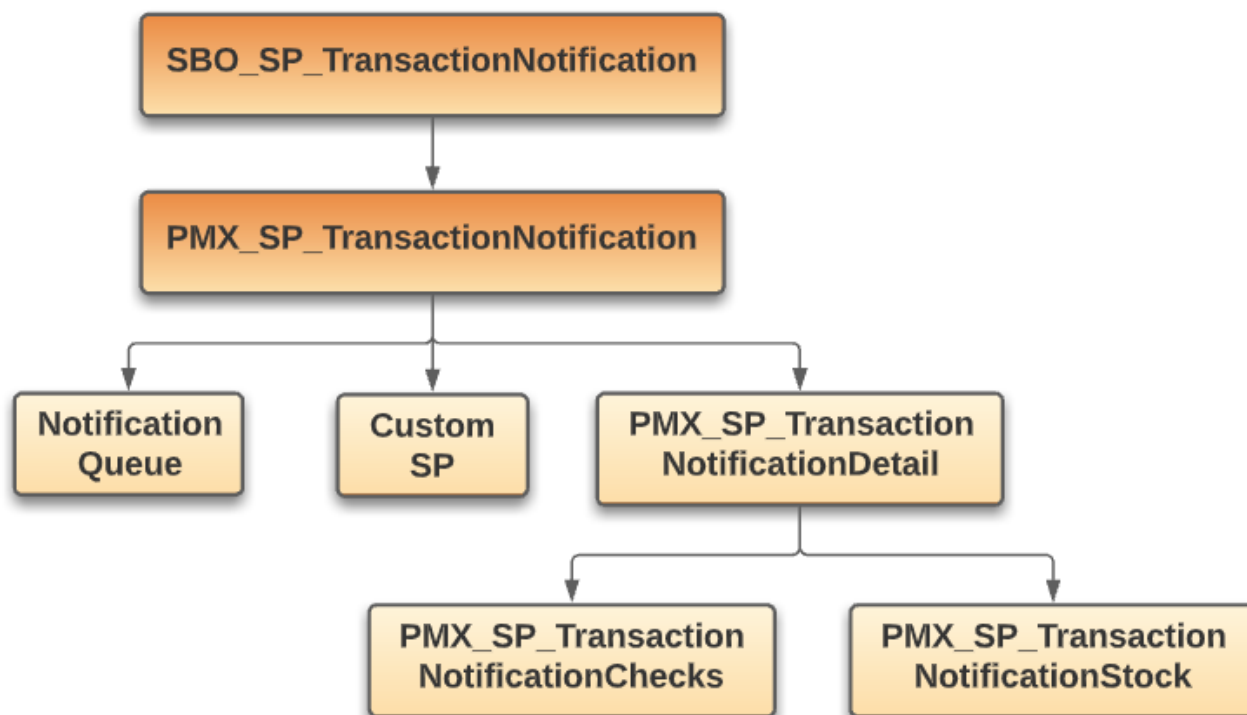 SBO_SP_TransactionNotification
PMX_SP_TransactionNotification
Notification
Queue
Custom
SP
PMX_SP_Transaction
NotificationDetail
PMX_SP_Transaction
NotificationChecks
PMX_SP_Transaction
NotificationStock